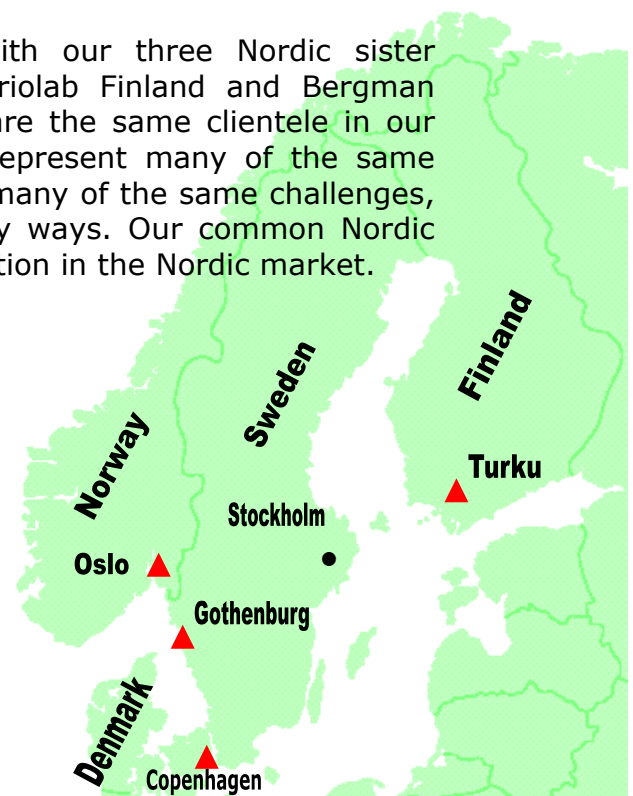 ith our three Nordic sister
riolab Finland and Bergman
are the same clientele in our
epresent many of the same
many of the same challenges,
y ways. Our common Nordic
tion in the Nordic market.
Finland
Sweden
Norway
Turku
Stockholm
Oslo
Gothenburg
Denmark
Copenhagen